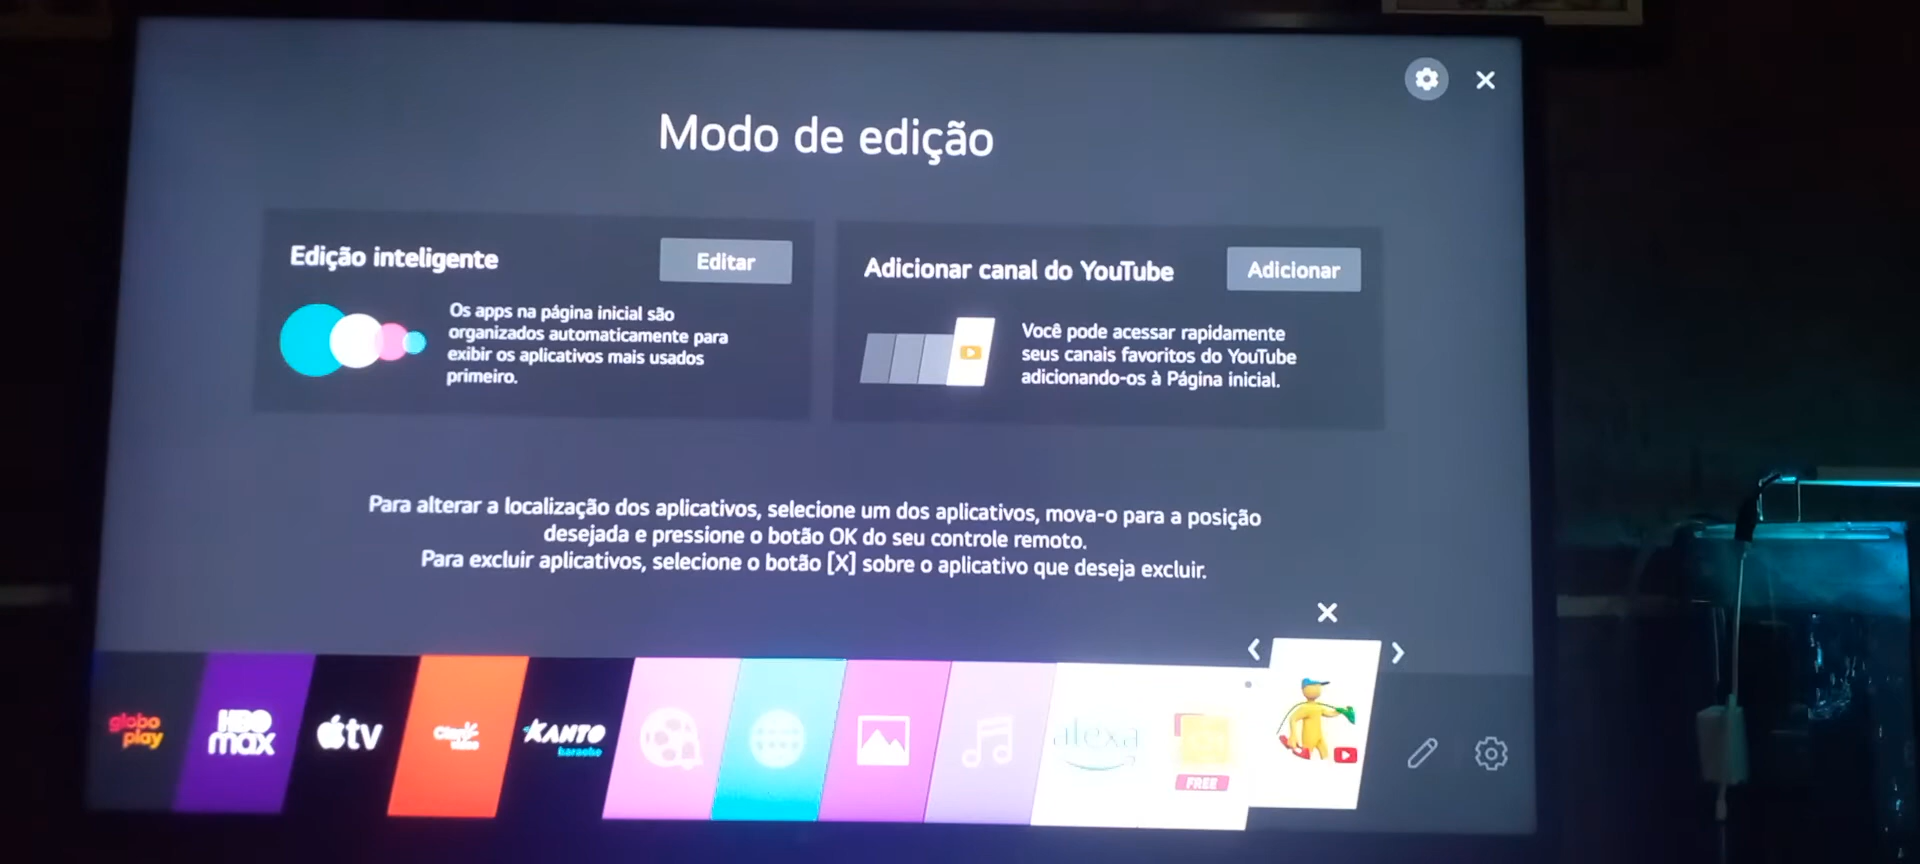 Modo de edição
Edição inteligente
Editar
Os apps na página inicial são
organizados automaticamente para
exibir os aplicativos mais usados
primeiro.
Adicionar canal do YouTube
Adicionar
Você pode acessar rapidamente
seus canais favoritos do YouTube
adicionando-os à Página inicial.
Para alterar a localização dos aplicativos, selecione um dos aplicativos, mova-o para a posição
desejada e pressione o botão OK do seu controle remoto.
Para excluir aplicativos, selecione o botão [X] sobre o aplicativo que deseja excluir.
globo
play
HBO
max
tv
Claro
video
KANTO
karaoke
alexa
FREE